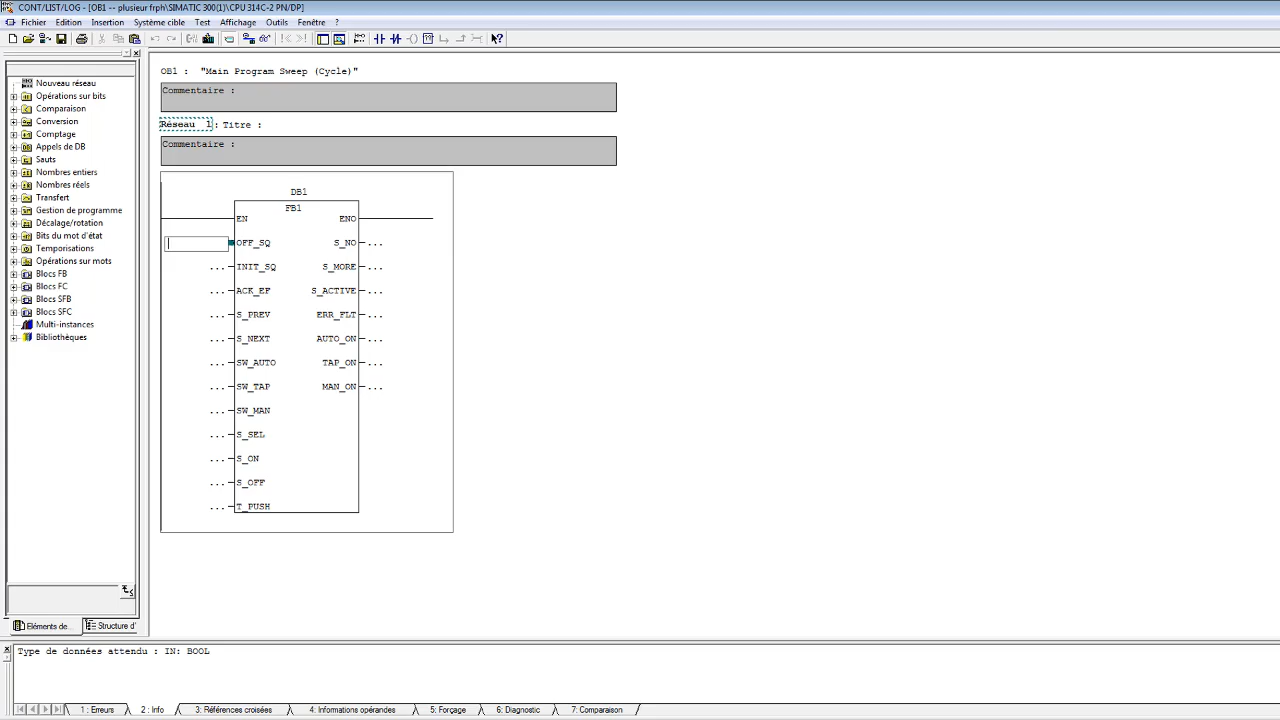 CONT/LIST/LOG - [OB1 -- plusieur frph\SIMATIC 300(1)\CPU 314C-2 PN/DP]
Fichier Edition Insertion Système cible Test Affichage Outils Fenêtre ?
Nouveau réseau
Opérations sur bits
Comparaison
Conversion
Comptage
Appels de DB
Sauts
Nombres entiers
Nombres réels
Transfert
Gestion de programme
Décalage/rotation
Bits du mot d'état
Temporisations
Opérations sur mots
Blocs FB
Blocs FC
Blocs SFB
Blocs SFC
Multi-instances
Bibliothèques
Eléments de... Structure d'
OB1 : "Main Program Sweep (Cycle)"
Commentaire :
Réseau 1 : Titre :
Commentaire :
DB1
FB1
EN ENO
OFF_SQ S_NO ...
... INIT_SQ S_MORE ...
... ACK_EF S_ACTIVE ...
... S_PREV ERR_FLT ...
... S_NEXT AUTO_ON ...
... SW_AUTO TAP_ON ...
... SW_TAP MAN_ON ...
... SW_MAN
... S_SEL
... S_ON
... S_OFF
... T_PUSH
Type de données attendu : IN: BOOL
1 : Erreurs 2 : Info 3: Références croisées 4: Informations opérandes 5: Forçage 6: Diagnostic 7: Comparaison